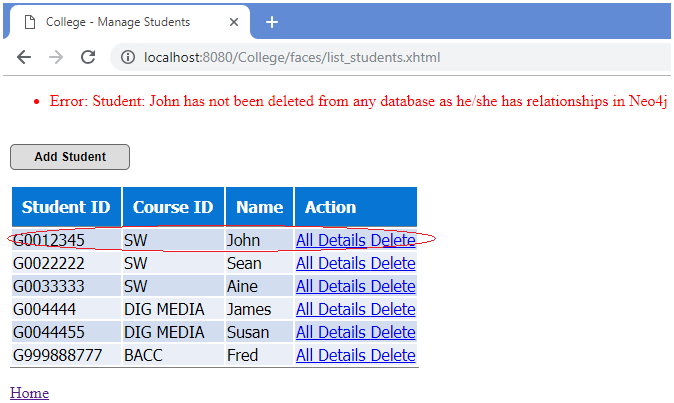 College - Manage Students
localhost:8080/College/faces/list_students.xhtml
Error: Student: John has not been deleted from any database as he/she has relationships in Neo4j
Add Student
Student ID Course ID Name Action
G0012345 SW John All Details Delete
G0022222 SW Sean All Details Delete
G0033333 SW Aine All Details Delete
G004444 DIG MEDIA James All Details Delete
G0044455 DIG MEDIA Susan All Details Delete
G999888777 BACC Fred All Details Delete
Home